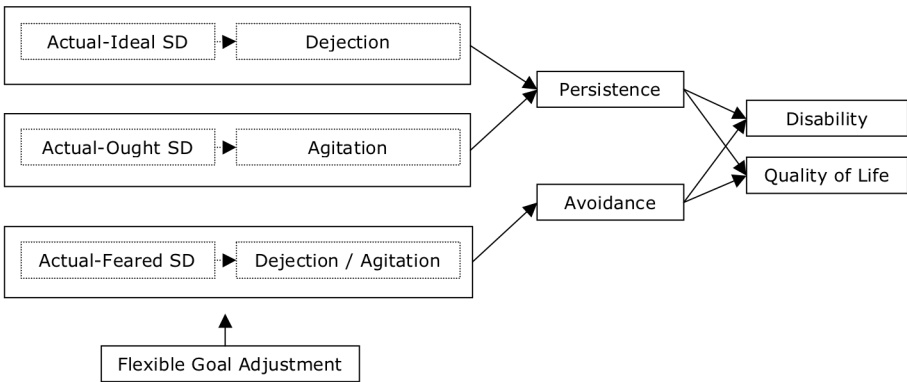 Actual-Ideal SD
Dejection
Actual-Ought SD
Agitation
Actual-Feared SD
Dejection / Agitation
Flexible Goal Adjustment
Persistence
Avoidance
Disability
Quality of Life